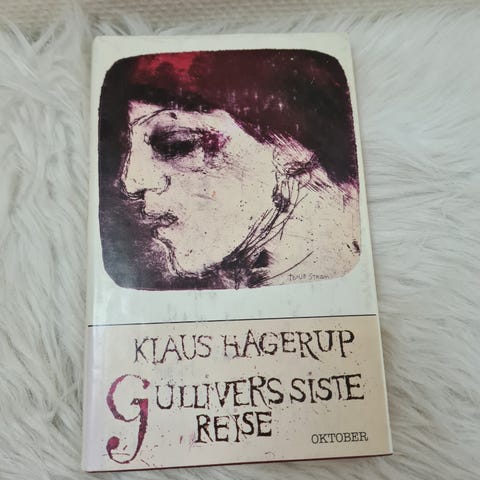 KLAUS HAGERUP
GULLIVERS SISTE
REISE
OKTOBER